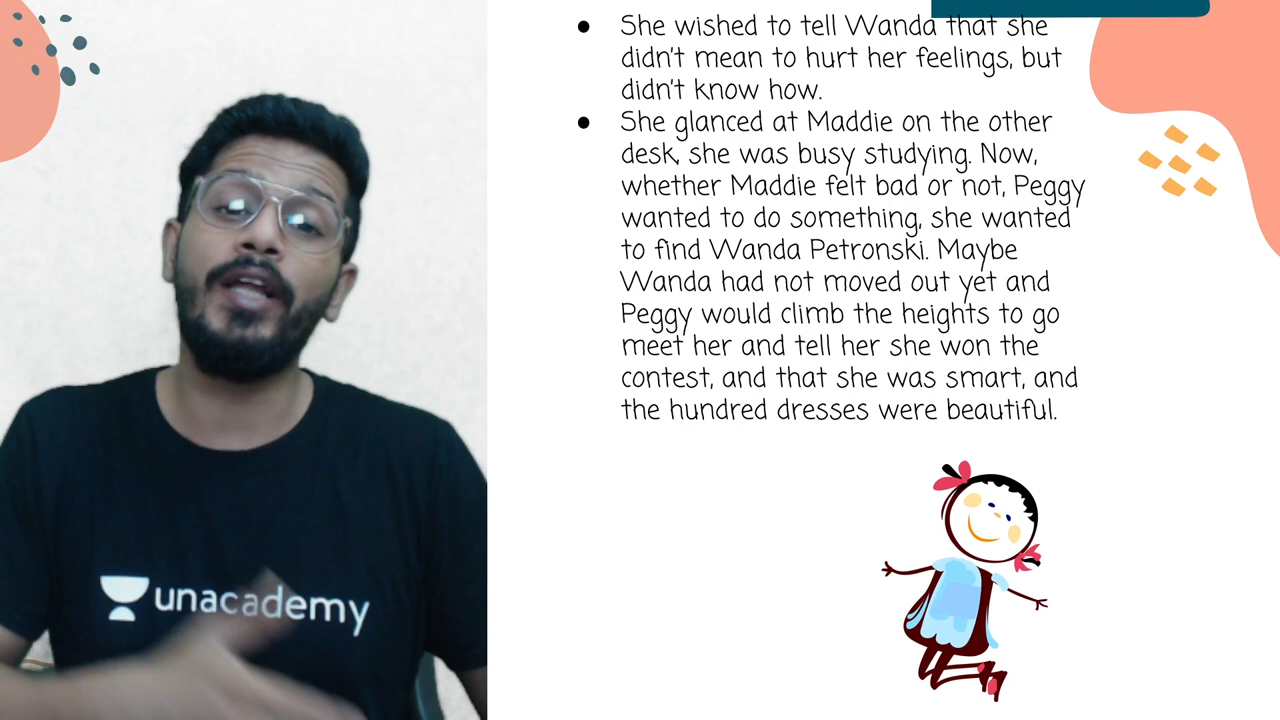 ● She wished to tell Wanda that she
didn't mean to hurt her feelings, but
didn't know how.
● She glanced at Maddie on the other
desk, she was busy studying. Now,
whether Maddie felt bad or not, Peggy
wanted to do something, she wanted
to find Wanda Petronski. Maybe
Wanda had not moved out yet and
Peggy would climb the heights to go
meet her and tell her she won the
contest, and that she was smart, and
the hundred dresses were beautiful.
unacademy